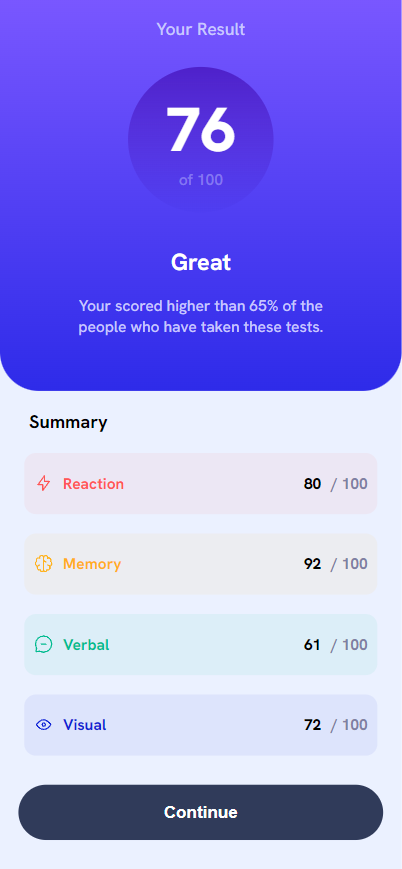 Your Result
76
of 100
Great
Your scored higher than 65% of the
people who have taken these tests.
Summary
Reaction 80 / 100
Memory 92 / 100
Verbal 61 / 100
Visual 72 / 100
Continue